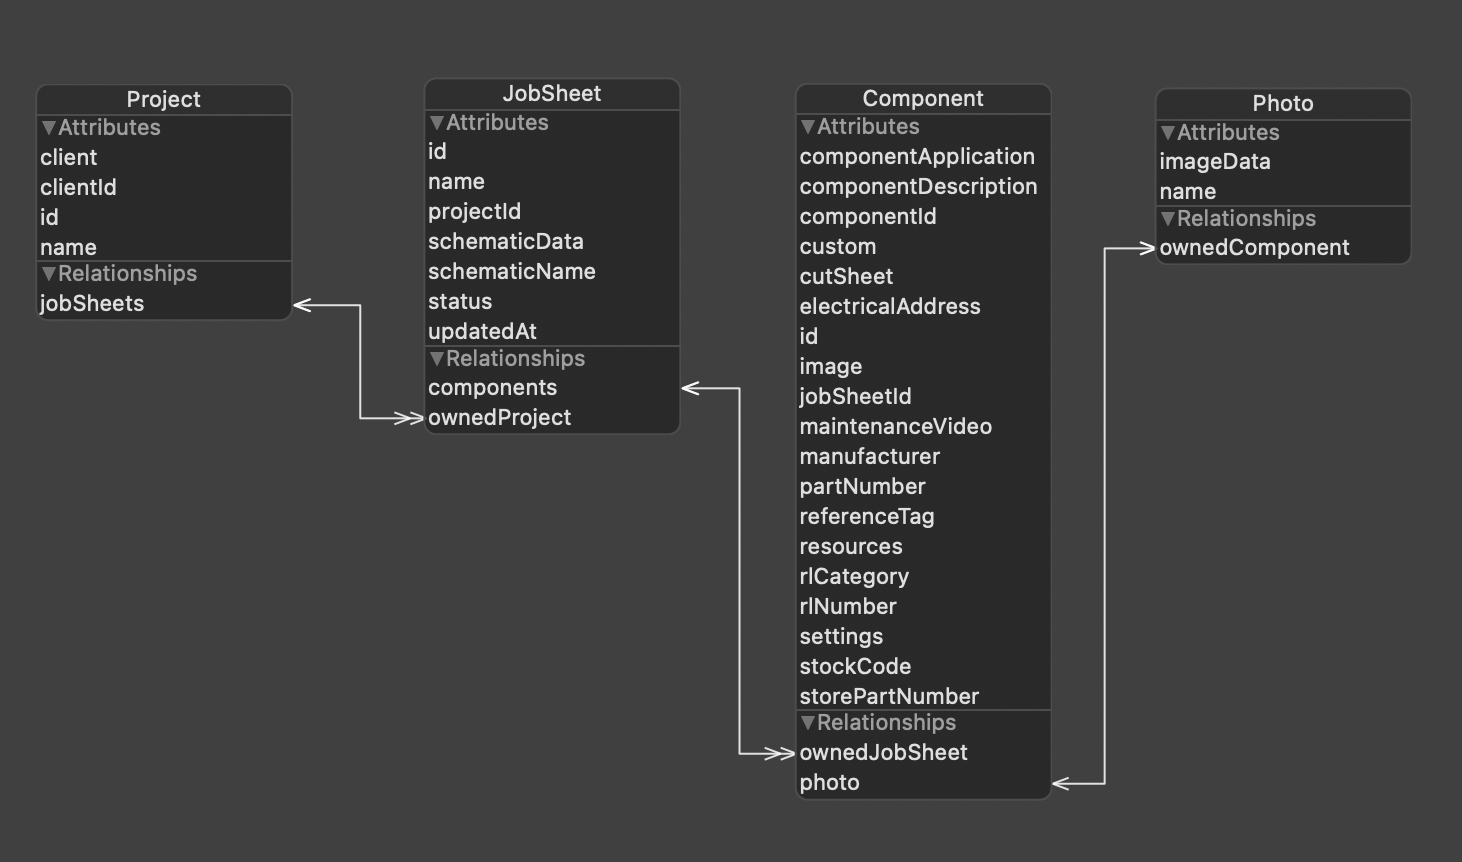 Project
Attributes
client
clientId
id
name
Relationships
jobSheets
JobSheet
Attributes
id
name
projectId
schematicData
schematicName
status
updatedAt
Relationships
components
ownedProject
Component
Attributes
componentApplication
componentDescription
componentId
custom
cutSheet
electricalAddress
id
image
jobSheetId
maintenanceVideo
manufacturer
partNumber
referenceTag
resources
rlCategory
rlNumber
settings
stockCode
storePartNumber
Relationships
ownedJobSheet
photo
Photo
Attributes
imageData
name
Relationships
ownedComponent